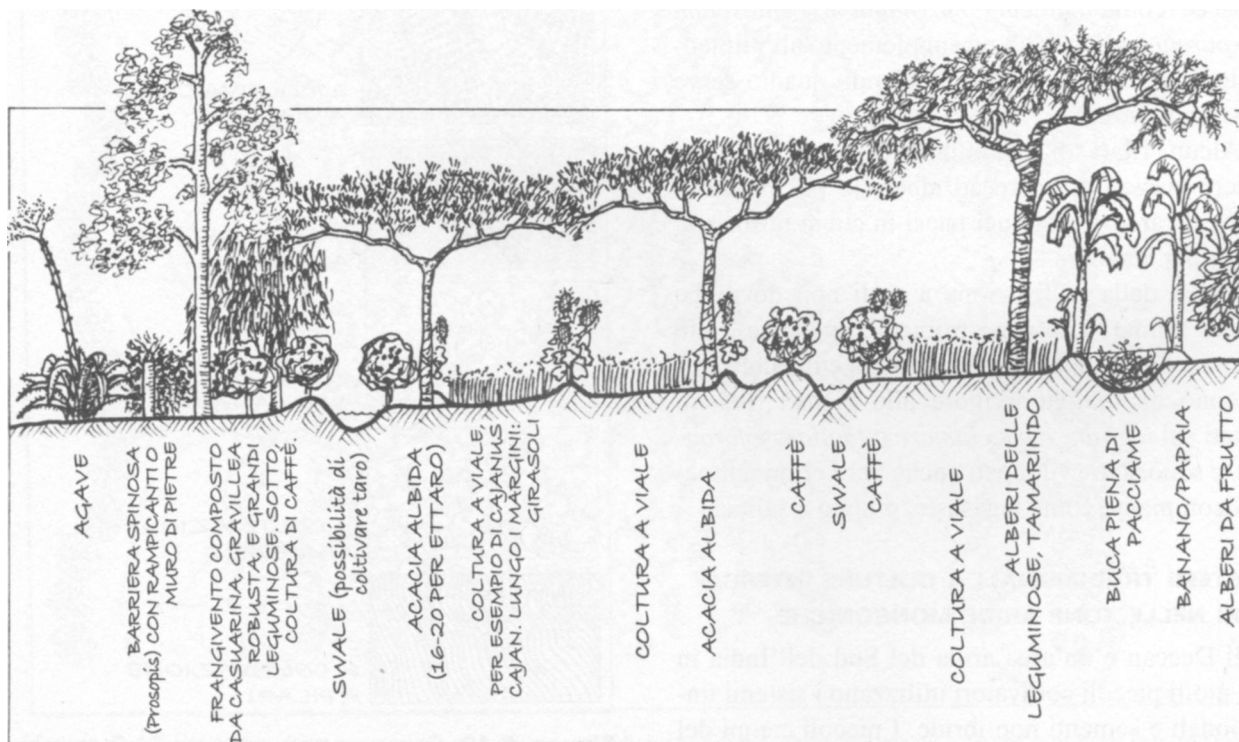 AGAVE
BARRIERA SPINOSA
(Prosopis) CON RAMPICANTI O
MURO DI PIETRE
FRANGIVENTO COMPOSTO
DA CASUARINA, GRAVILLEA
ROBUSTA E GRANDI
LEGUMINOSE, SOTTO,
COLTURA DI CAFFÈ
SWALE (possibilità di
coltivare taro)
ACACIA ALBIDA
(16-20 PER ETTARO)
COLTURA A VIALE,
PER ESEMPIO DI CAJANUS
CAJAN. LUNGO I MARGINI:
GIRASOLI
COLTURA A VIALE
ACACIA ALBIDA
CAFFÈ
SWALE
CAFFÈ
COLTURA A VIALE
ALBERI DELLE
LEGUMINOSE, TAMARINDO
BUCA PIENA DI
PACCIME
BANANO/PAPAIA
ALBERI DA FRUTTO